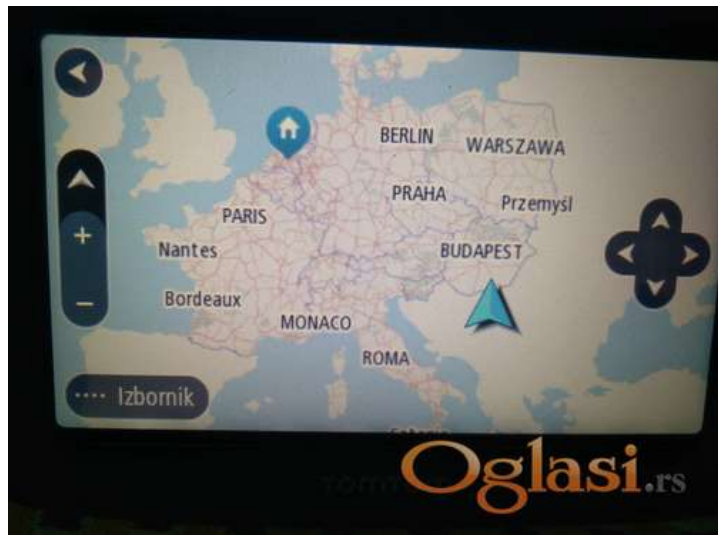 BERLIN
WARSZAWA
PRAHA
Przemyśl
PARIS
Nantes
BUDAPEST
Bordeaux
MONACO
ROMA
Izbornik
Oglasi.rs